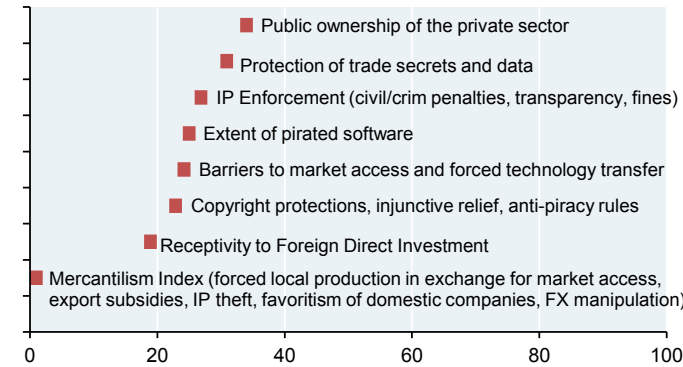 Public ownership of the private sector
Protection of trade secrets and data
IP Enforcement (civil/crim penalties, transparency, fines)
Extent of pirated software
Barriers to market access and forced technology transfer
Copyright protections, injunctive relief, anti-piracy rules
Receptivity to Foreign Direct Investment
Mercantilism Index (forced local production in exchange for market access,
export subsidies, IP theft, favoritism of domestic companies, FX manipulation)
0 20 40 60 80 100